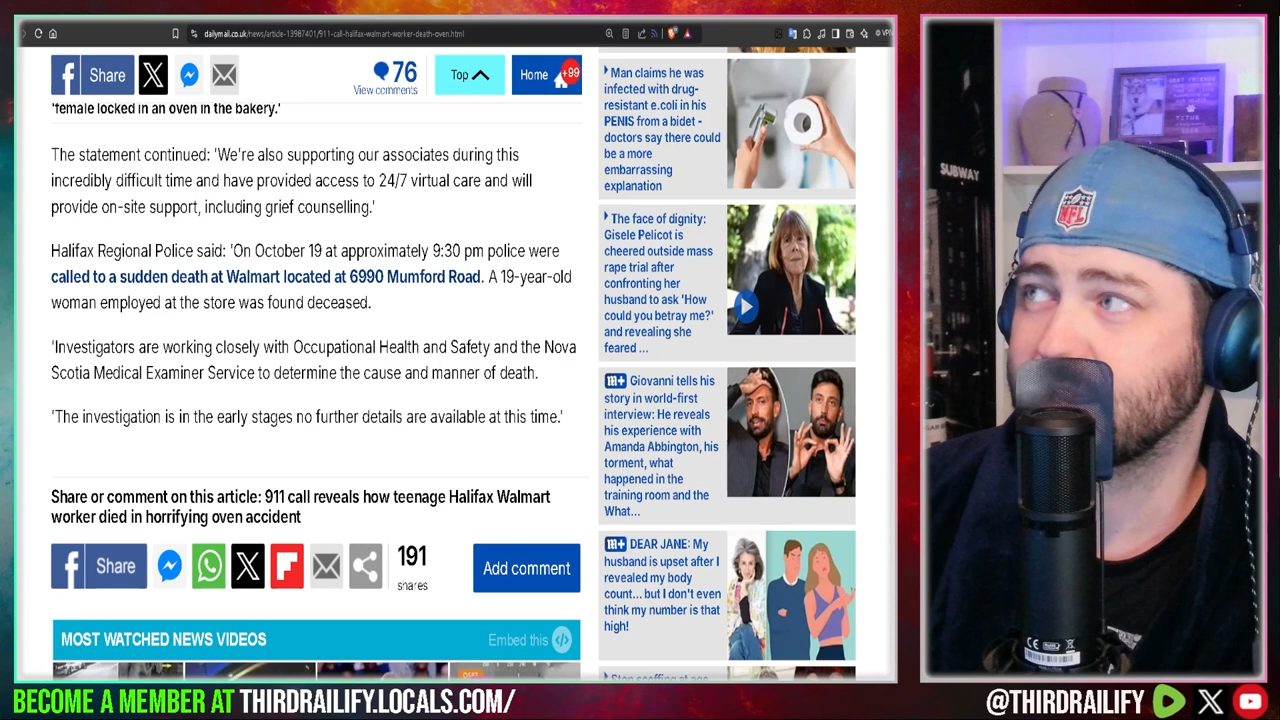 dailymail.co.uk/news/article-13987401/911-call-halifax-walmart-worker-death-oven.html
Share
76
View comments
Top
Home
+99
'female locked in an oven in the bakery.'
The statement continued: 'We're also supporting our associates during this
incredibly difficult time and have provided access to 24/7 virtual care and will
provide on-site support, including grief counselling.'
Halifax Regional Police said: 'On October 19 at approximately 9:30 pm police were
called to a sudden death at Walmart located at 6990 Mumford Road. A 19-year-old
woman employed at the store was found deceased.
'Investigators are working closely with Occupational Health and Safety and the Nova
Scotia Medical Examiner Service to determine the cause and manner of death.
'The investigation is in the early stages no further details are available at this time.'
Share or comment on this article: 911 call reveals how teenage Halifax Walmart
worker died in horrifying oven accident
Share
191
shares
Add comment
MOST WATCHED NEWS VIDEOS
Embed this
Man claims he was
infected with drug-
resistant e.coli in his
PENIS from a bidet -
doctors say there could
be a more
embarrassing
explanation
The face of dignity:
Gisele Pelicot is
cheered outside mass
rape trial after
confronting her
husband to ask 'How
could you betray me?'
and revealing she
feared ...
m+ Giovanni tells his
story in world-first
interview: He reveals
his experience with
Amanda Abbington, his
torment, what
happened in the
training room and the
What...
m+ DEAR JANE: My
husband is upset after I
revealed my body
count... but I don't even
think my number is that
high!
SUBWAY
NFL
BECOME A MEMBER AT THIRDRAILIFY.LOCALS.COM/
@THIRDRAILIFY